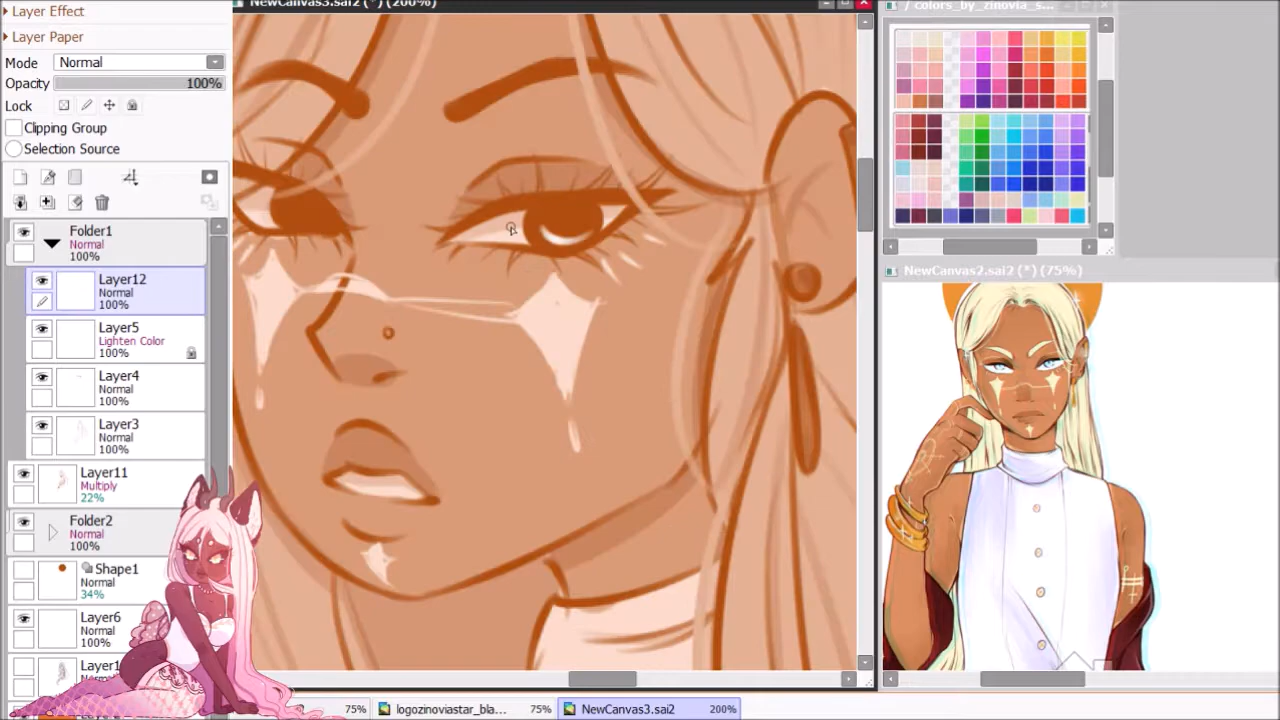 NewCanvas3.sai2 (*) (200%)
/ colors_by_zinovia_s...
Layer Effect
Layer Paper
Mode
Normal
Opacity
100%
Lock
Clipping Group
Selection Source
Folder1
Normal
100%
Layer12
Normal
100%
Layer5
Lighten Color
100%
Layer4
Normal
100%
Layer3
Normal
100%
Layer11
Multiply
22%
Folder2
Normal
100%
Shape1
Normal
34%
Layer6
Normal
100%
NewCanvas2.sai2 (*) (75%)
75%
logozinoviastar_bla...
75%
NewCanvas3.sai2 (*)
200%